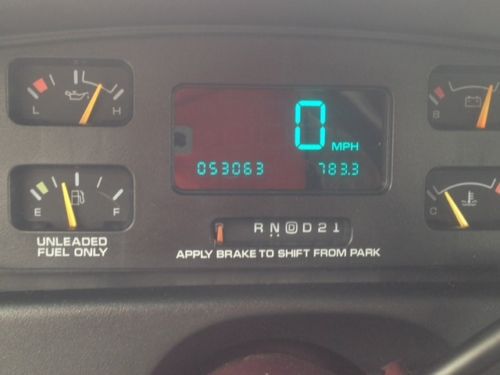 L H
0 MPH
053063 783.3
B
E F
C
R N D D 2 1
UNLEADED
FUEL ONLY
APPLY BRAKE TO SHIFT FROM PARK